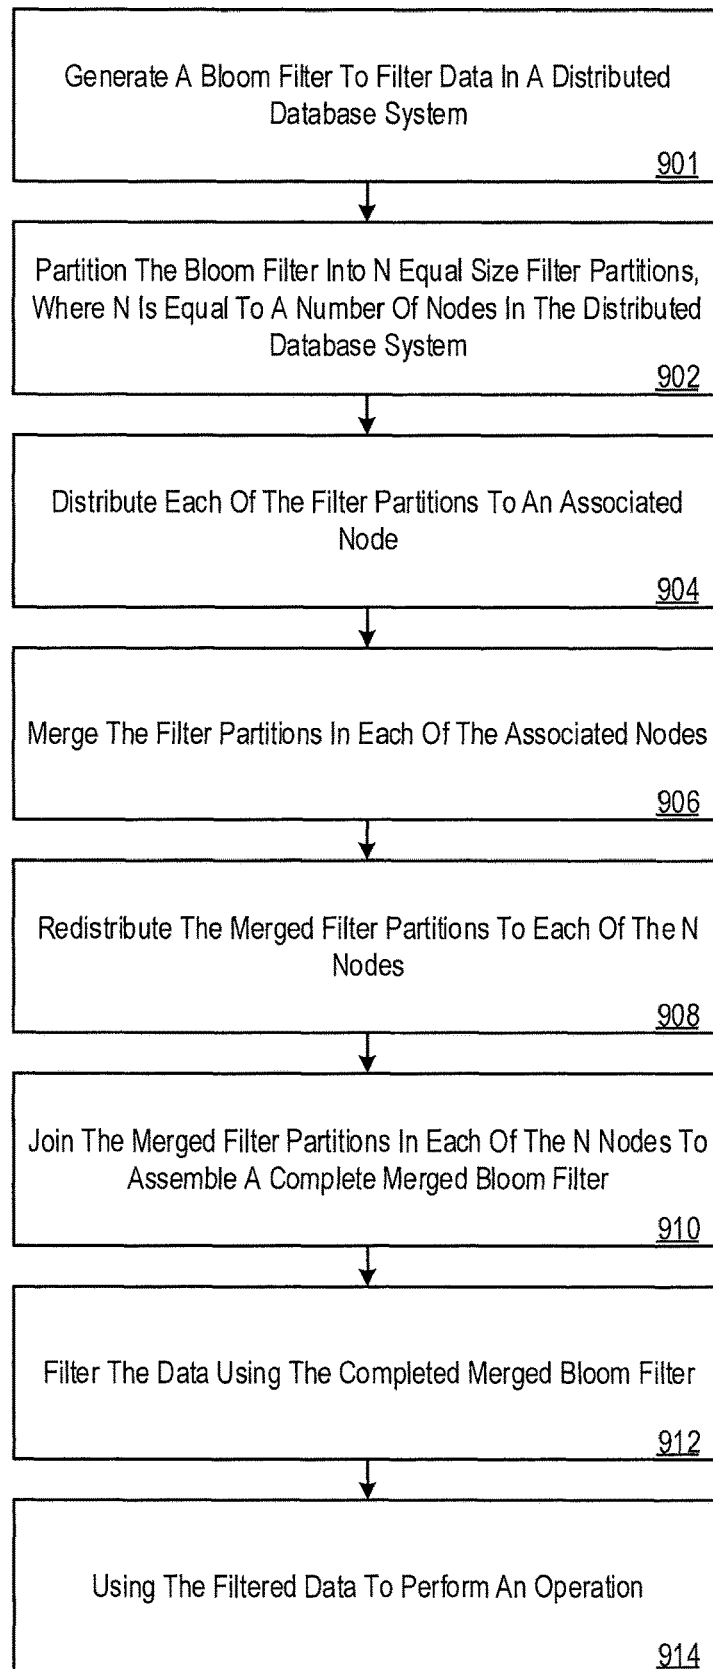 Generate A Bloom Filter To Filter Data In A Distributed
Database System
901
Partition The Bloom Filter Into N Equal Size Filter Partitions,
Where N Is Equal To A Number Of Nodes In The Distributed
Database System
902
Distribute Each Of The Filter Partitions To An Associated
Node
904
Merge The Filter Partitions In Each Of The Associated Nodes
906
Redistribute The Merged Filter Partitions To Each Of The N
Nodes
908
Join The Merged Filter Partitions In Each Of The N Nodes To
Assemble A Complete Merged Bloom Filter
910
Filter The Data Using The Completed Merged Bloom Filter
912
Using The Filtered Data To Perform An Operation
914